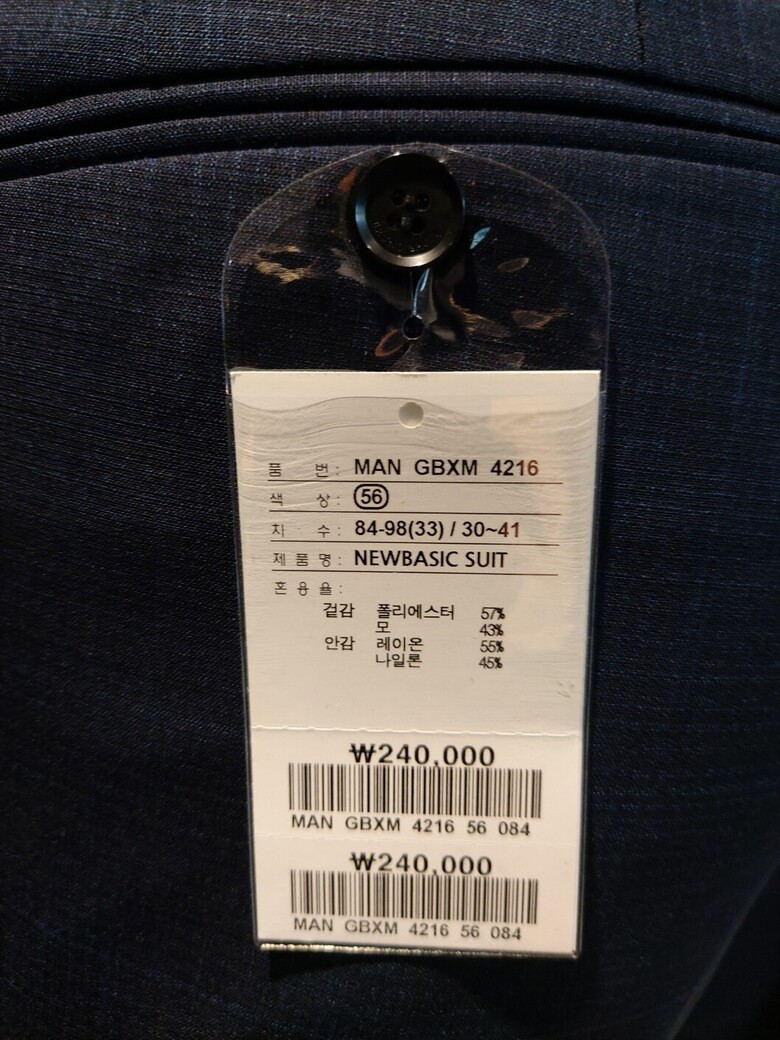 품 번 : MAN GBXM 4216
색 상 : 56
치 수 : 84-98(33) / 30~41
제 품 명 : NEWBASIC SUIT
혼 용 율 :
겉감 폴리에스터 57%
모 43%
안감 레이온 55%
나일론 45%
₩240,000
MAN GBXM 4216 56 084
₩240,000
MAN GBXM 4216 56 084